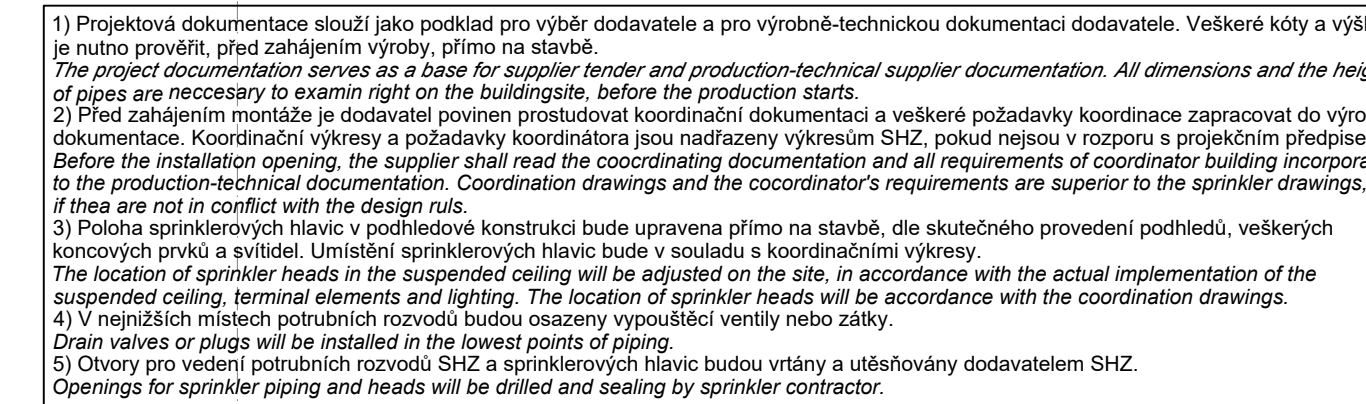 1) Projektová dokumentace slouží jako podklad pro výběr dodavatele a pro výrobně-technickou dokumentaci dodavatele. Veškeré kóty a výšk
je nutno prověřit, před zahájením výroby, přímo na stavbě.
The project documentation serves as a base for supplier tender and production-technical supplier documentation. All dimensions and the heig
of pipes are neccesary to examin right on the buildingsite, before the production starts.
2) Před zahájením montáže je dodavatel povinen prostudovat koordinační dokumentaci a veškeré požadavky koordinace zapracovat do výro
dokumentace. Koordinační výkresy a požadavky koordinátora jsou nadřazeny výkresům SHZ, pokud nejsou v rozporu s projekčním předpise
Before the installation opening, the supplier shall read the coocrdinating documentation and all requirements of coordinator building incorpora
to the production-technical documentation. Coordination drawings and the cocordinator's requirements are superior to the sprinkler drawings,
if thea are not in conflict with the design ruls.
3) Poloha sprinklerových hlavic v podhledové konstrukci bude upravena přímo na stavbě, dle skutečného provedení podhledů, veškerých
koncových prvků a svítidel. Umístění sprinklerových hlavic bude v souladu s koordinačními výkresy.
The location of sprinkler heads in the suspended ceiling will be adjusted on the site, in accordance with the actual implementation of the
suspended ceiling, terminal elements and lighting. The location of sprinkler heads will be accordance with the coordination drawings.
4) V nejnižších místech potrubních rozvodů budou osazeny vypouštěcí ventily nebo zátky.
Drain valves or plugs will be installed in the lowest points of piping.
5) Otvory pro vedení potrubních rozvodů SHZ a sprinklerových hlavic budou vrtány a utěsňovány dodavatelem SHZ.
Openings for sprinkler piping and heads will be drilled and sealing by sprinkler contractor.